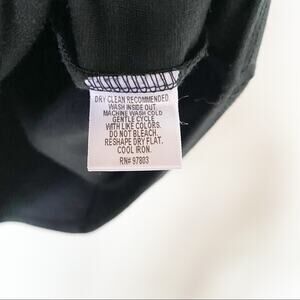 DRY CLEAN RECOMMENDED.
WASH INSIDE OUT.
MACHINE WASH COLD
GENTLE CYCLE
WITH LIKE COLORS.
DO NOT BLEACH.
RESHAPE DRY FLAT.
COOL IRON.
RN# 97803